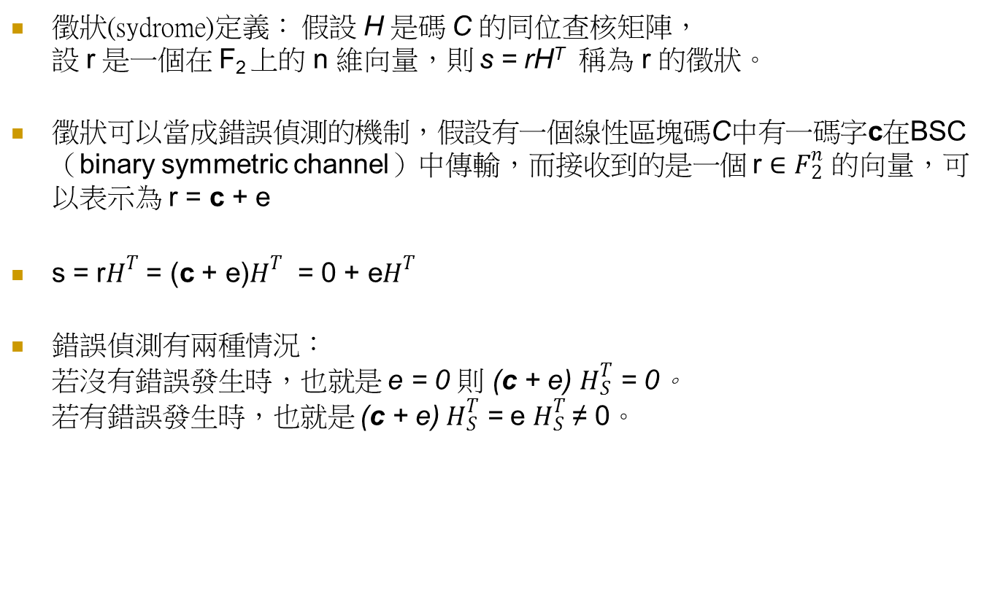 徵狀(sydrome)定義： 假設 H 是碼 C 的同位查核矩陣，
設 r 是一個在 F₂ 上的 n 維向量，則 s = rHᵀ 稱為 r 的徵狀。
徵狀可以當成錯誤偵測的機制，假設有一個線性區塊碼C中有一碼字c在BSC
（binary symmetric channel）中傳輸，而接收到的是一個 r ∈ $F_2^n$ 的向量，可
以表示為 r = c + e
s = r$H^T$ = (c + e)$H^T$ = 0 + e$H^T$
錯誤偵測有兩種情況：
若沒有錯誤發生時，也就是 e = 0 則 (c + e) $H_S^T$ = 0。
若有錯誤發生時，也就是 (c + e) $H_S^T$ = e $H_S^T$ ≠ 0。